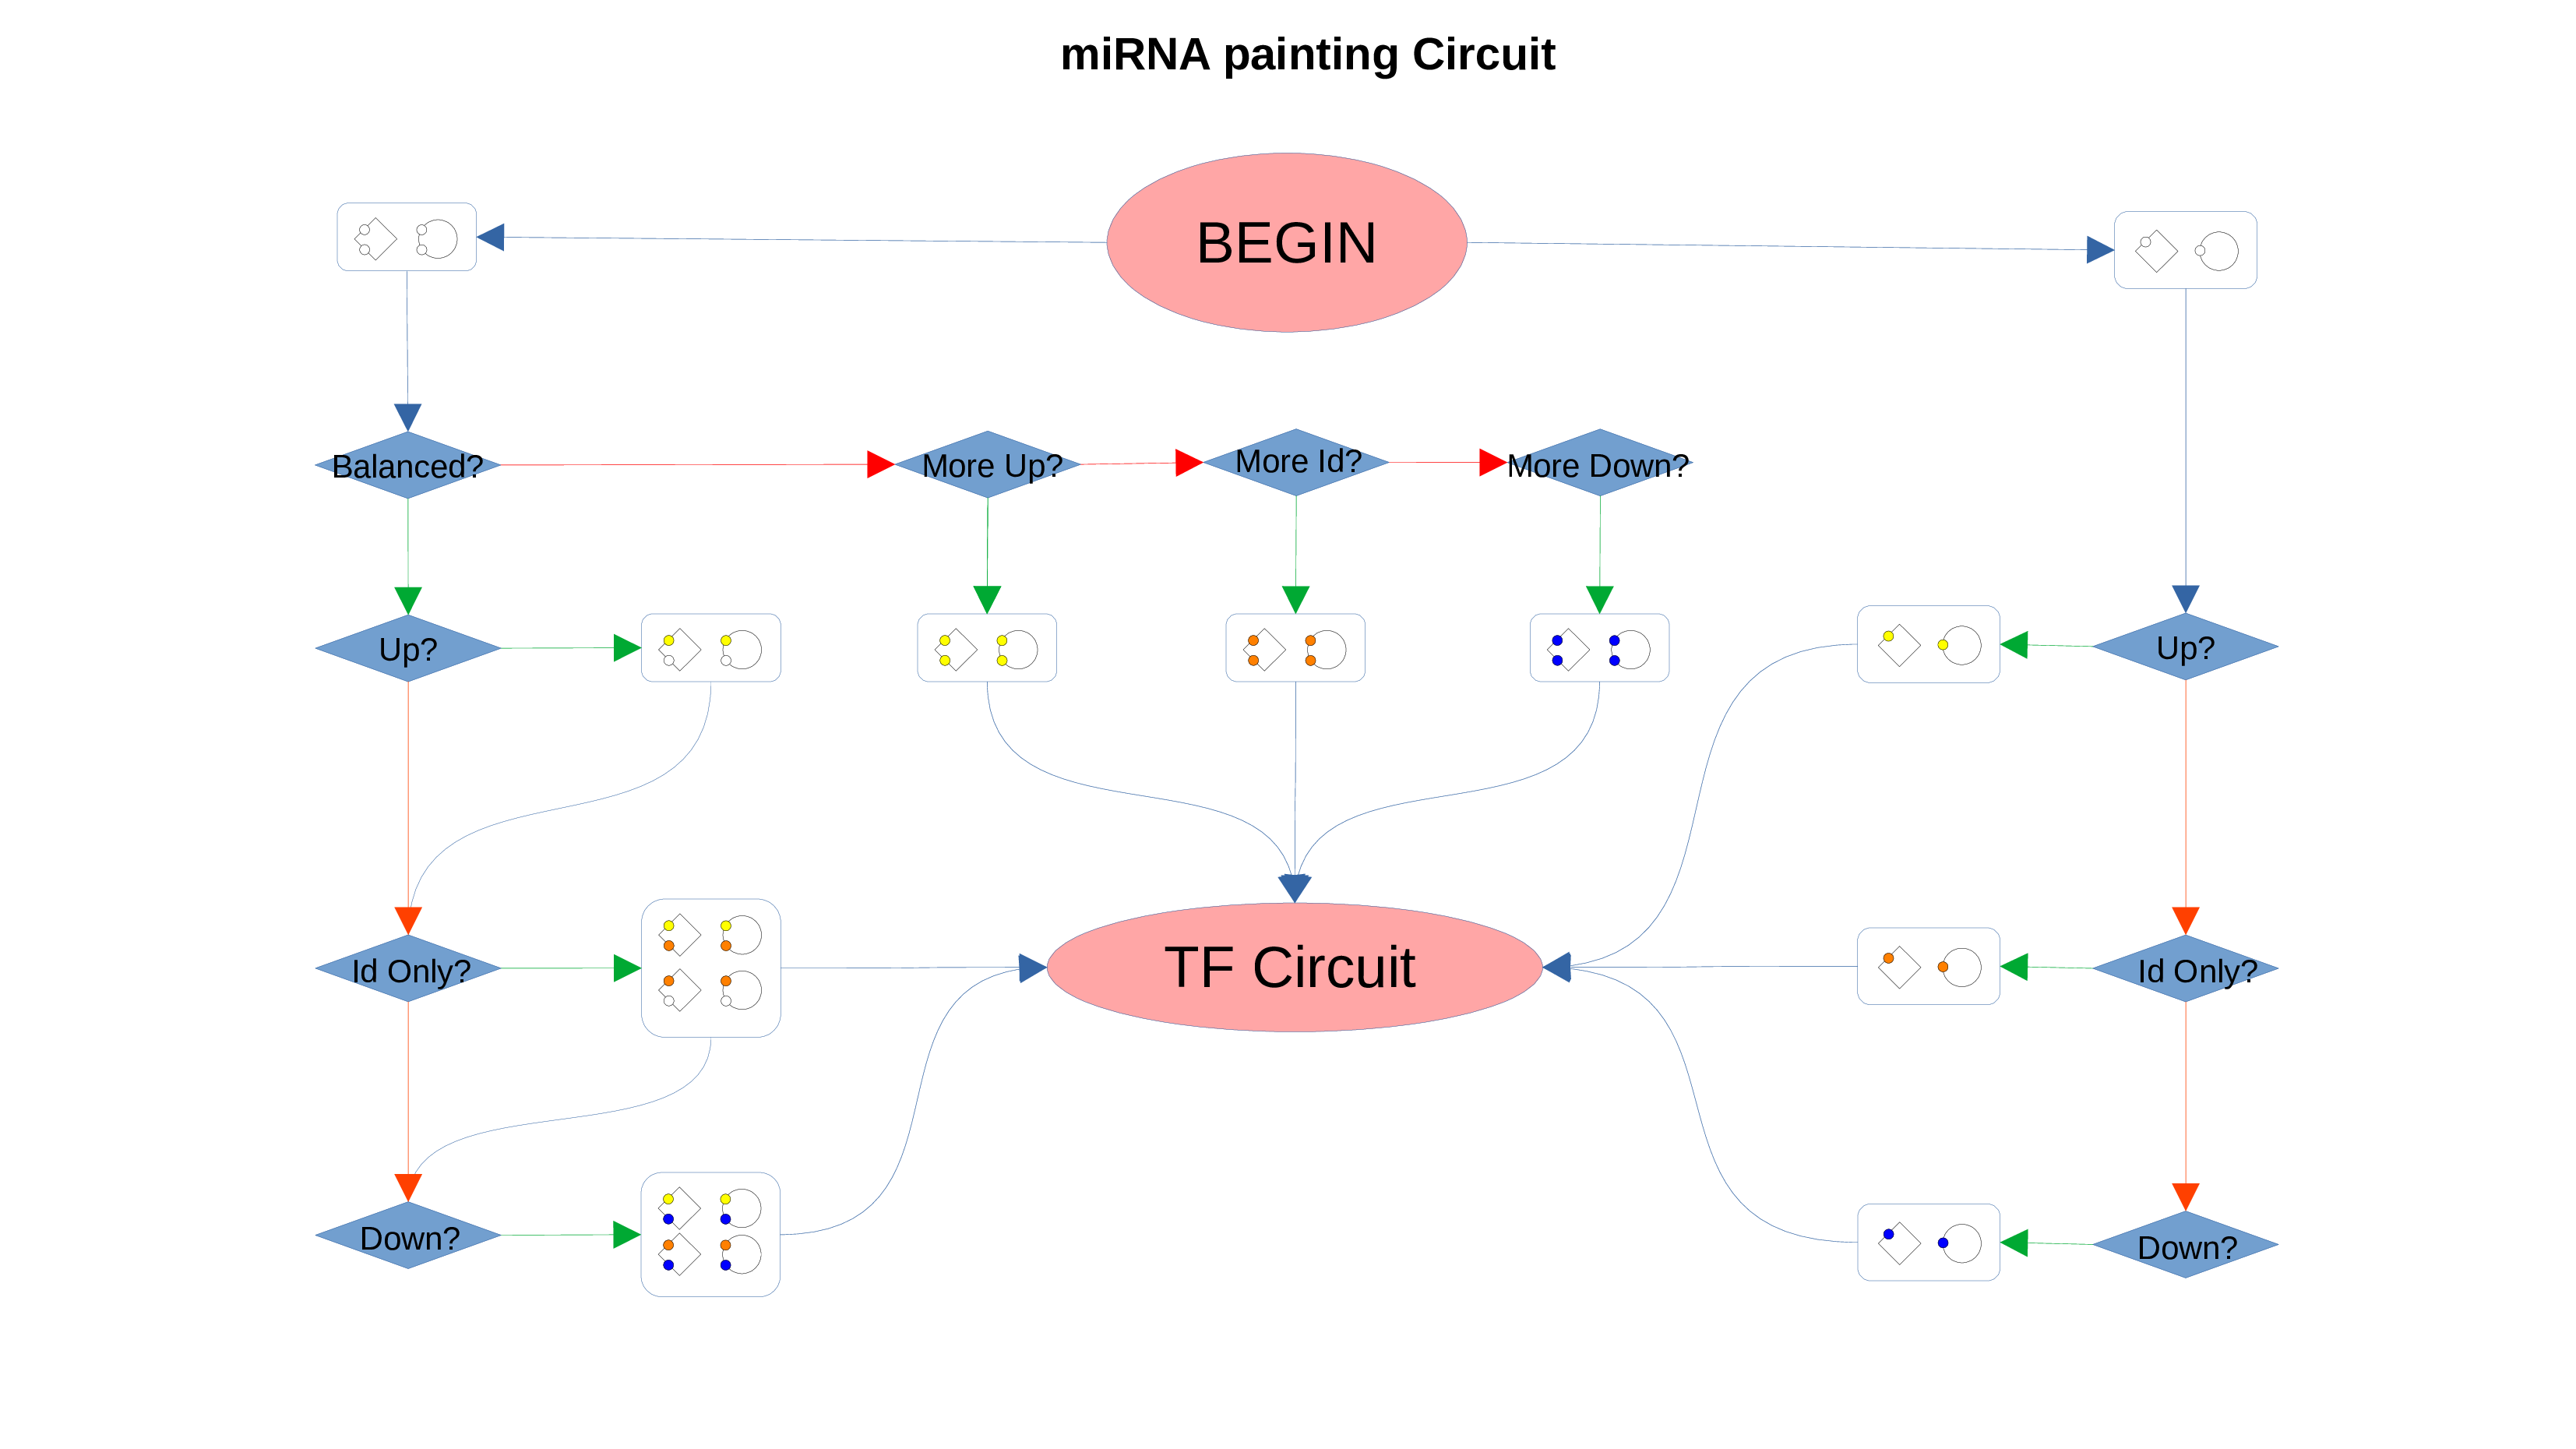 miRNA painting Circuit
BEGIN
Balanced?
More Up?
More Id?
More Down?
Up?
Up?
Id Only?
TF Circuit
Id Only?
Down?
Down?